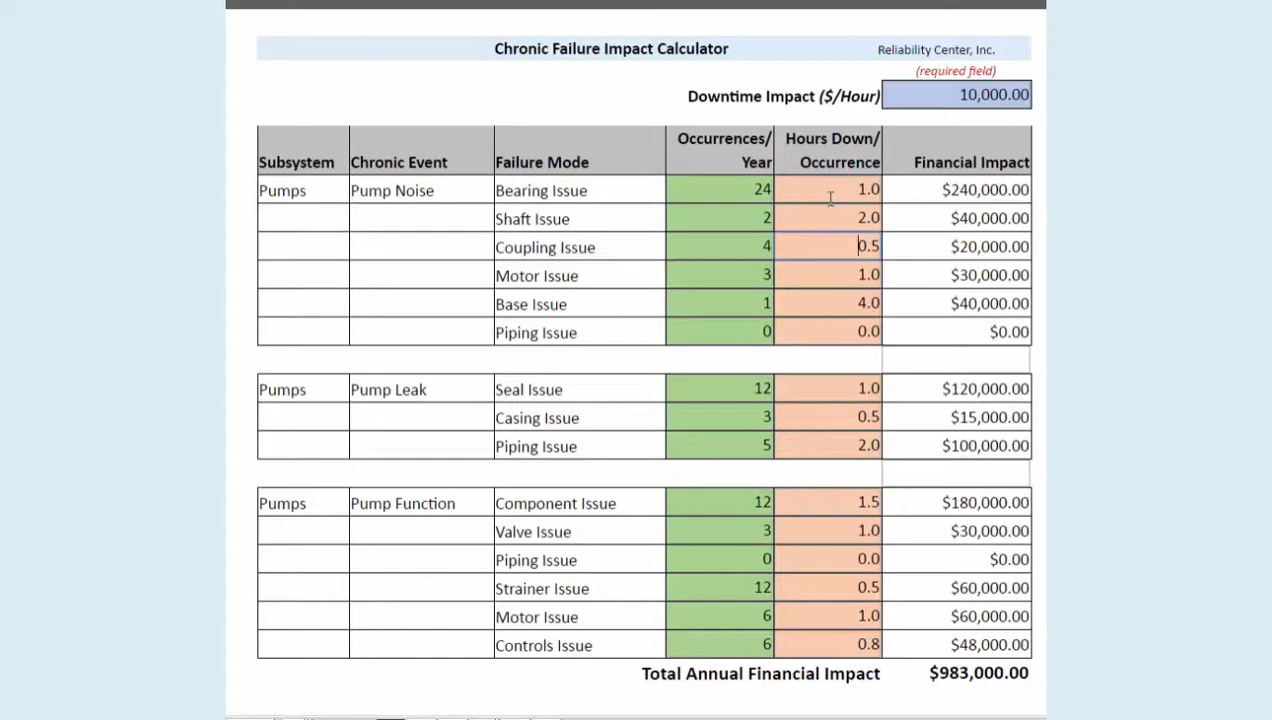 Chronic Failure Impact Calculator Reliability Center, Inc.
(required field)
Downtime Impact ($/Hour) 10,000.00
Occurrences/ Hours Down/
Subsystem Chronic Event Failure Mode Year Occurrence Financial Impact
Pumps Pump Noise Bearing Issue 24 1.0 $240,000.00
Shaft Issue 2 2.0 $40,000.00
Coupling Issue 4 0.5 $20,000.00
Motor Issue 3 1.0 $30,000.00
Base Issue 1 4.0 $40,000.00
Piping Issue 0 0.0 $0.00
Pumps Pump Leak Seal Issue 12 1.0 $120,000.00
Casing Issue 3 0.5 $15,000.00
Piping Issue 5 2.0 $100,000.00
Pumps Pump Function Component Issue 12 1.5 $180,000.00
Valve Issue 3 1.0 $30,000.00
Piping Issue 0 0.0 $0.00
Strainer Issue 12 0.5 $60,000.00
Motor Issue 6 1.0 $60,000.00
Controls Issue 6 0.8 $48,000.00
Total Annual Financial Impact $983,000.00